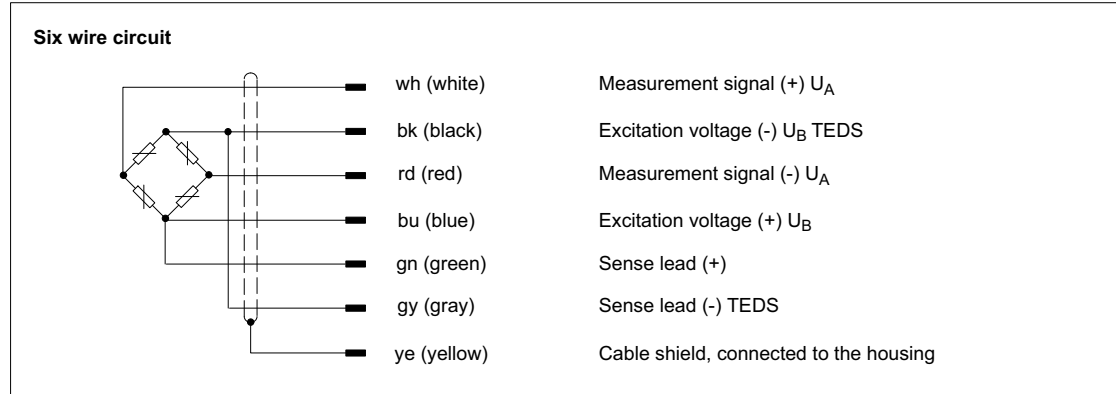 Six wire circuit
wh (white) Measurement signal (+) UA
bk (black) Excitation voltage (-) UB TEDS
rd (red) Measurement signal (-) UA
bu (blue) Excitation voltage (+) UB
gn (green) Sense lead (+)
gy (gray) Sense lead (-) TEDS
ye (yellow) Cable shield, connected to the housing